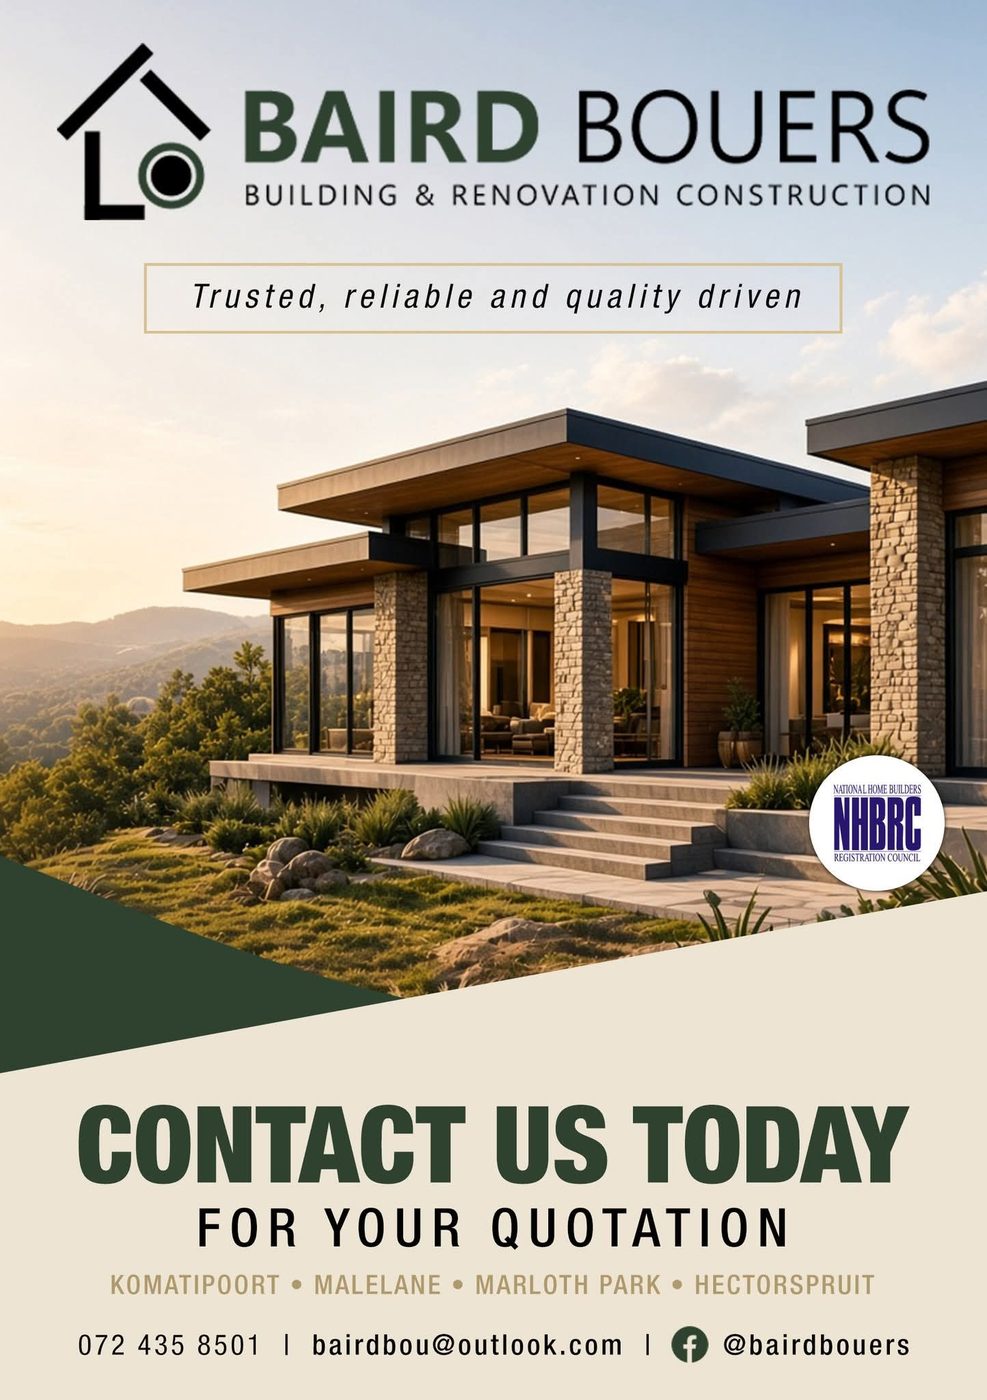 BAIRD BOUERS
BUILDING & RENOVATION CONSTRUCTION
Trusted, reliable and quality driven
NATIONAL HOME BUILDERS
NHBRC
REGISTRATION COUNCIL
CONTACT US TODAY
FOR YOUR QUOTATION
KOMATIPOORT • MALELANE • MARLOTH PARK • HECTORSPRUIT
072 435 8501 | bairdbou@outlook.com | @bairdbouers